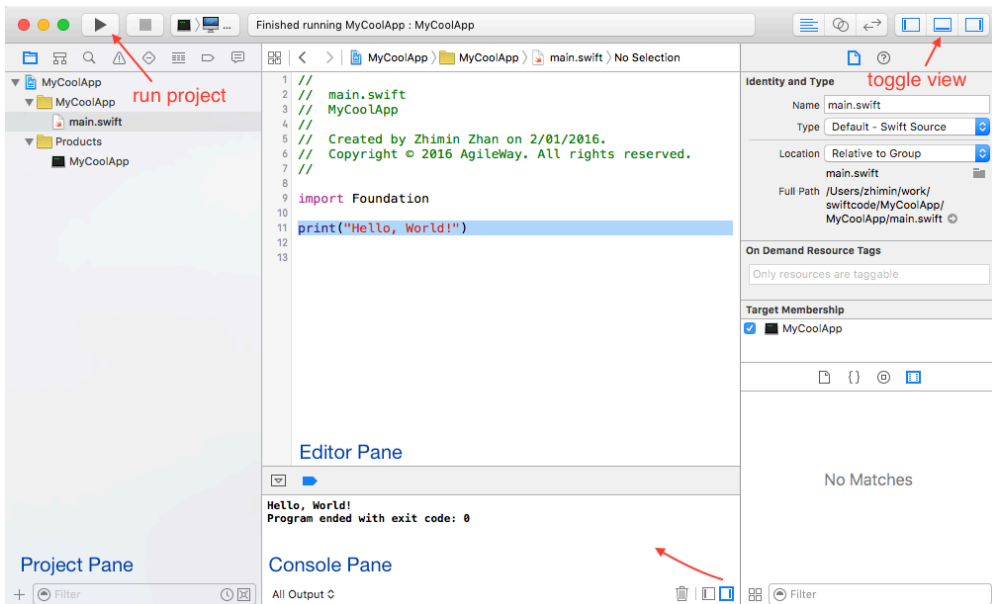 Finished running MyCoolApp : MyCoolApp
run project
toggle view
MyCoolApp
MyCoolApp
main.swift
Products
MyCoolApp
Project Pane
Filter
MyCoolApp MyCoolApp main.swift No Selection
1 //
2 // main.swift
3 // MyCoolApp
4 //
5 // Created by Zhimin Zhan on 2/01/2016.
6 // Copyright © 2016 AgileWay. All rights reserved.
7 //
8
9 import Foundation
10
11 print("Hello, World!")
12
13
Editor Pane
Hello, World!
Program ended with exit code: 0
Console Pane
All Output
Identity and Type
Name main.swift
Type Default - Swift Source
Location Relative to Group
main.swift
Full Path /Users/zhimin/work/
swiftcode/MyCoolApp/
MyCoolApp/main.swift
On Demand Resource Tags
Only resources are taggable
Target Membership
MyCoolApp
{}
No Matches
Filter